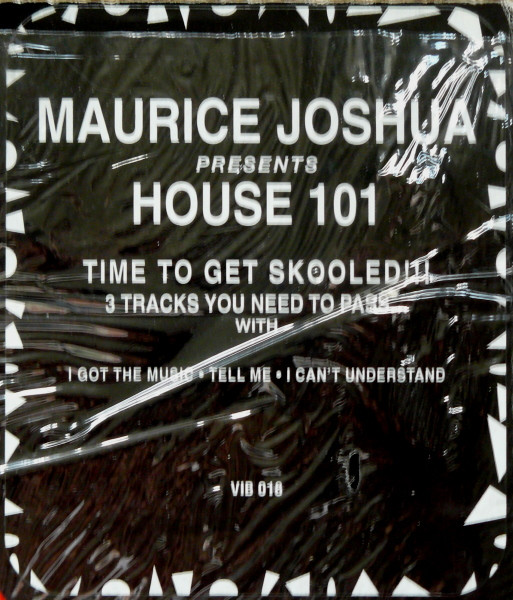 MAURICE JOSHUA
PRESENTS
HOUSE 101
TIME TO GET SKOOLED!!!
3 TRACKS YOU NEED TO PASS...
WITH
I GOT THE MUSIC • TELL ME • I CAN'T UNDERSTAND
VIB 018